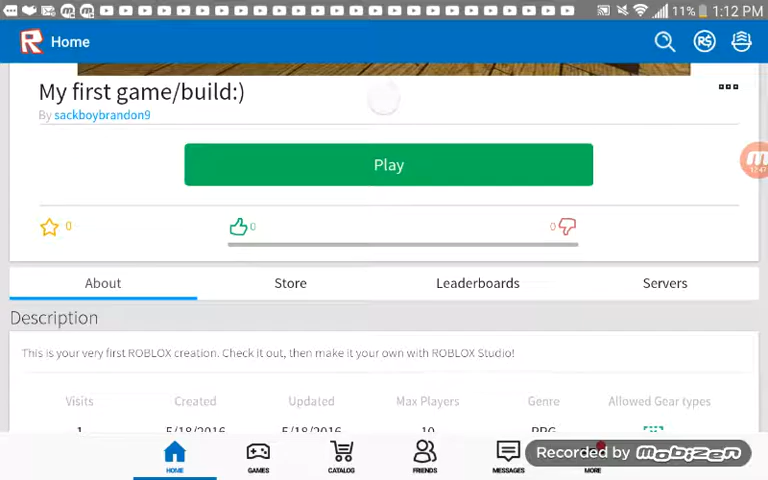 11% 1:12 PM
R Home R$
My first game/build:)
By sackboybrandon9
12:47
Play
0 0 0
About Store Leaderboards Servers
Description
This is your very first ROBLOX creation. Check it out, then make it your own with ROBLOX Studio!
Visits Created Updated Max Players Genre Allowed Gear types
1 5/18/2016 5/18/2016 10 RPG
HOME GAMES CATALOG FRIENDS MESSAGES MORE
Recorded by mobizen